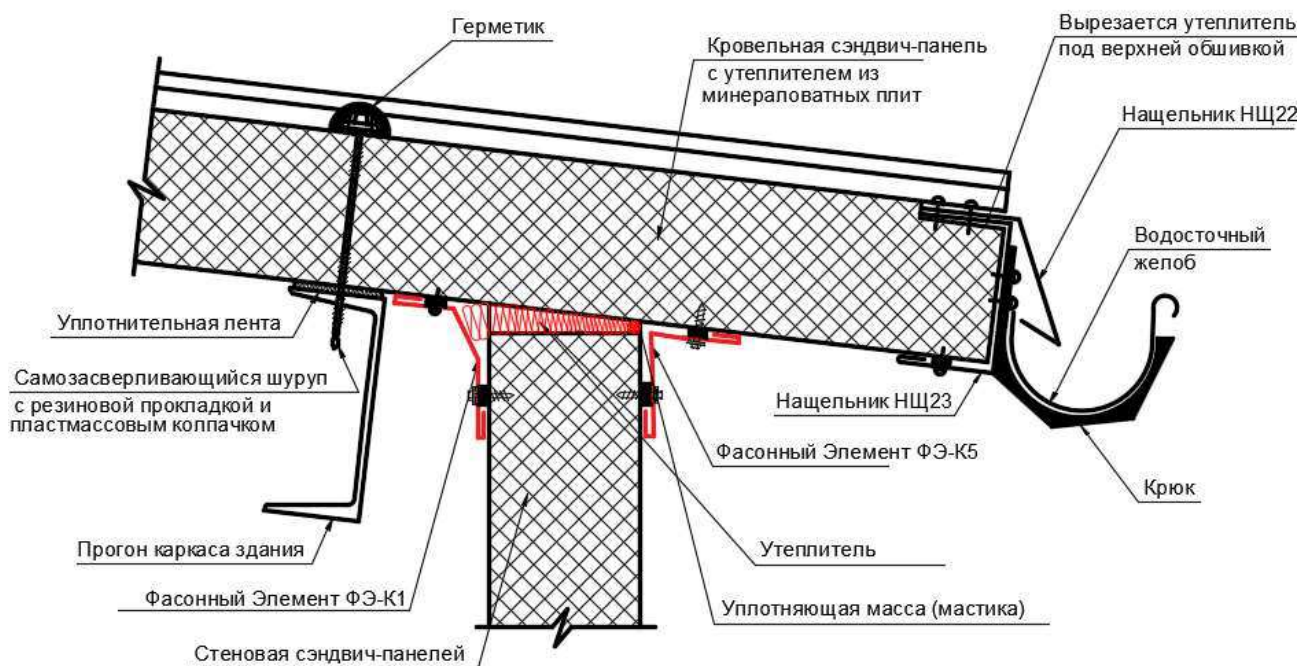 Герметик
Кровельная сэндвич-панель
с утеплителем из
минераловатных плит
Вырезается утеплитель
под верхней обшивкой
Нащельник НЩ22
Водосточный
желоб
Уплотнительная лента
Самозасверливающийся шуруп
с резиновой прокладкой и
пластмассовым колпачком
Нащельник НЩ23
Фасонный Элемент ФЭ-К5
Крюк
Прогон каркаса здания
Утеплитель
Фасонный Элемент ФЭ-К1
Уплотняющая масса (мастика)
Стеновая сэндвич-панелей